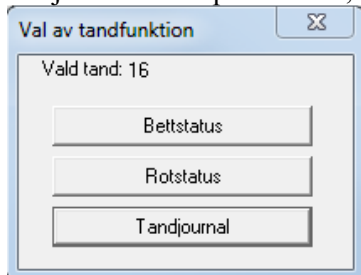 Val av tandfunktion
Vald tand: 16
Bettstatus
Rotstatus
Tandjournal